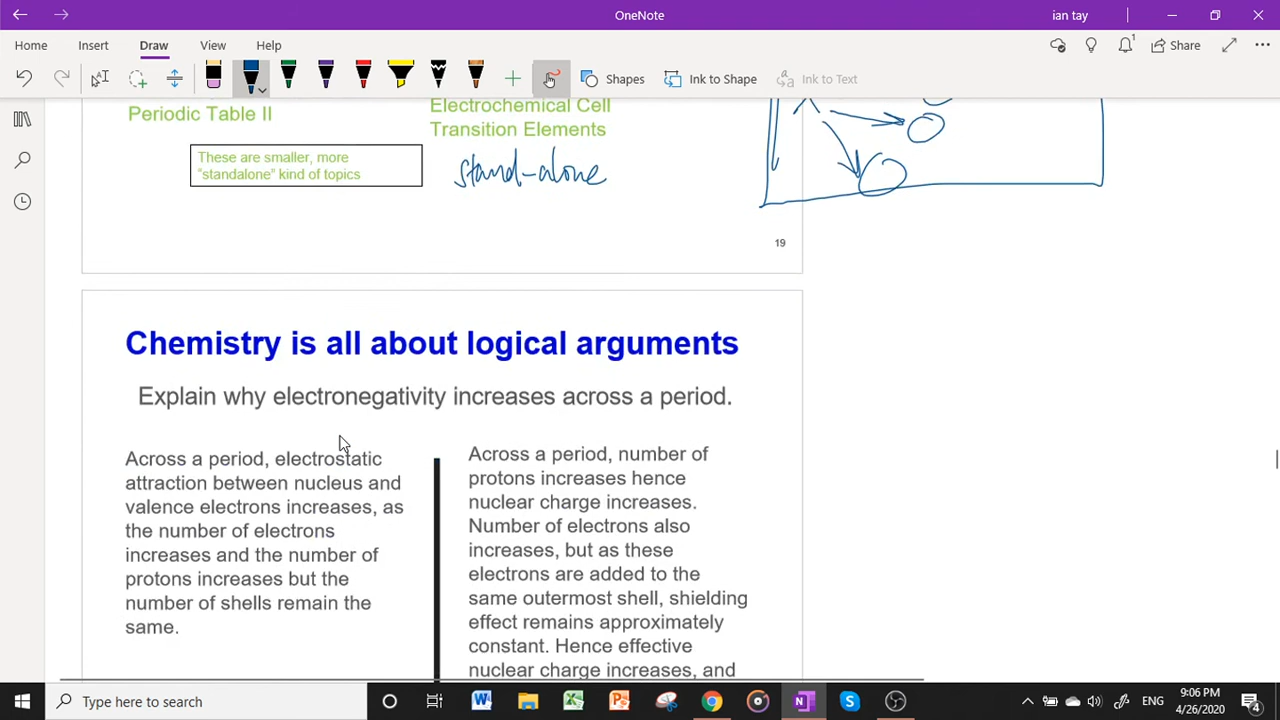 OneNote
ian tay
Home
Insert
Draw
View
Help
Share
Shapes
Ink to Shape
Ink to Text
Periodic Table II
Electrochemical Cell
Transition Elements
These are smaller, more
“standalone” kind of topics
stand-alone
19
Chemistry is all about logical arguments
Explain why electronegativity increases across a period.
Across a period, electrostatic
attraction between nucleus and
valence electrons increases, as
the number of electrons
increases and the number of
protons increases but the
number of shells remain the
same.
Across a period, number of
protons increases hence
nuclear charge increases.
Number of electrons also
increases, but as these
electrons are added to the
same outermost shell, shielding
effect remains approximately
constant. Hence effective
nuclear charge increases, and
Type here to search
ENG
9:06 PM
4/26/2020
4